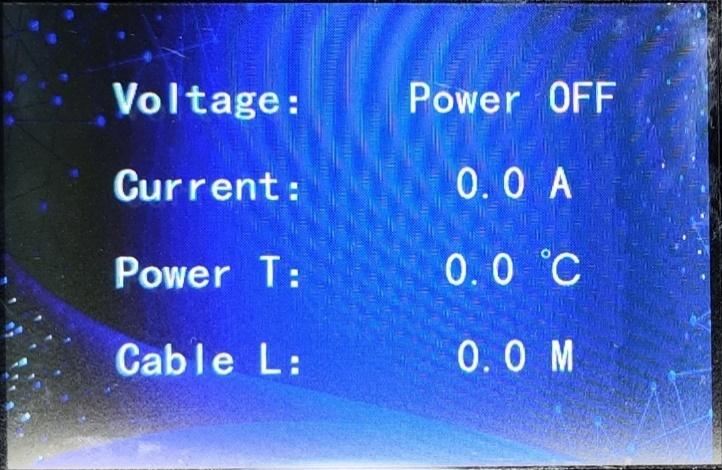 Voltage: Power OFF
Current: 0.0 A
Power T: 0.0 ℃
Cable L: 0.0 M